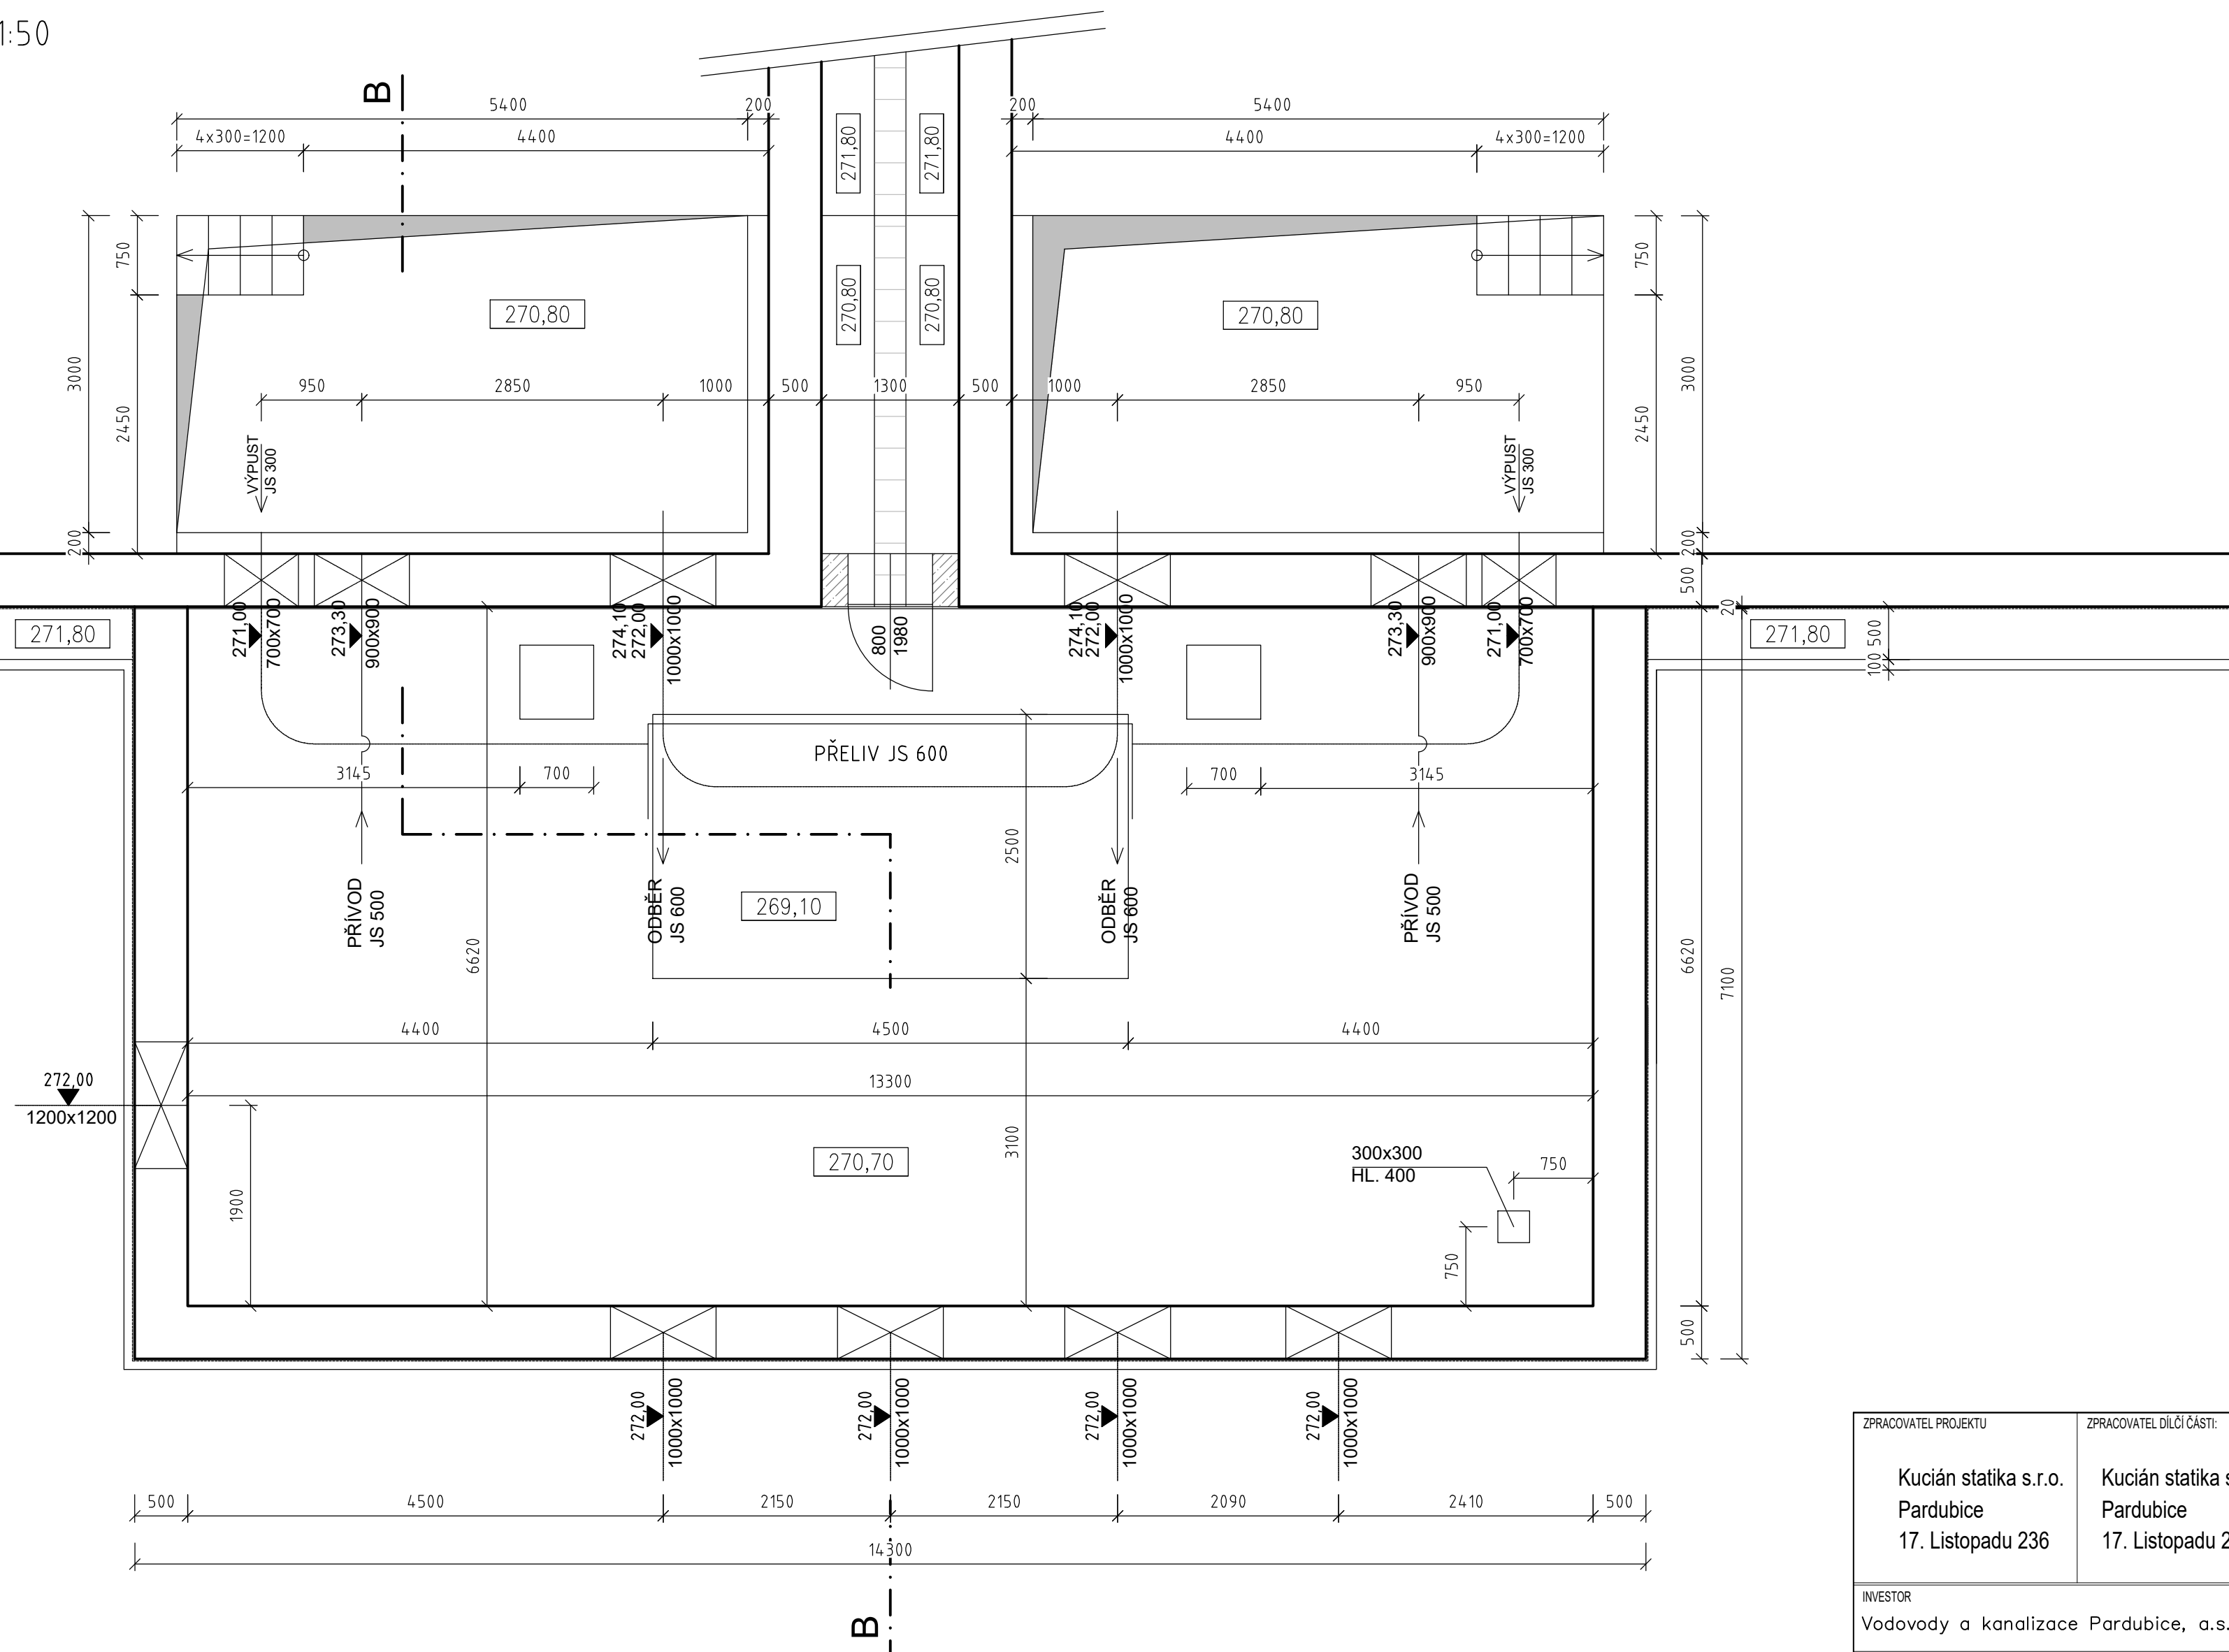 1:50
B
5400
200
200
5400
4x300=1200
4400
4400
4x300=1200
271,80
271,80
750
3000
2450
200
270,80
270,80
270,80
270,80
750
3000
2450
200
950
2850
1000
500
1300
500
1000
2850
950
VÝPUST
JS 300
VÝPUST
JS 300
500
20
271,80
271,00
700x700
273,30
900x900
274,10
272,00
1000x1000
800
1980
274,10
272,00
1000x1000
273,30
900x900
271,00
700x700
271,80
500
100
PŘELIV JS 600
3145
700
700
3145
2500
PŘÍVOD
JS 500
ODBĚR
JS 600
269,10
ODBĚR
JS 600
PŘÍVOD
JS 500
6620
6620
7100
4400
4500
4400
13300
272,00
1200x1200
1900
270,70
3100
300x300
HL. 400
750
750
500
272,00
1000x1000
272,00
1000x1000
272,00
1000x1000
272,00
1000x1000
500
4500
2150
2150
2090
2410
500
14300
B
ZPRACOVATEL PROJEKTU
ZPRACOVATEL DÍLČÍ ČÁSTI:
Kucián statika s.r.o.
Pardubice
17. Listopadu 236
Kucián statika s
Pardubice
17. Listopadu 2
INVESTOR
Vodovody a kanalizace Pardubice, a.s.